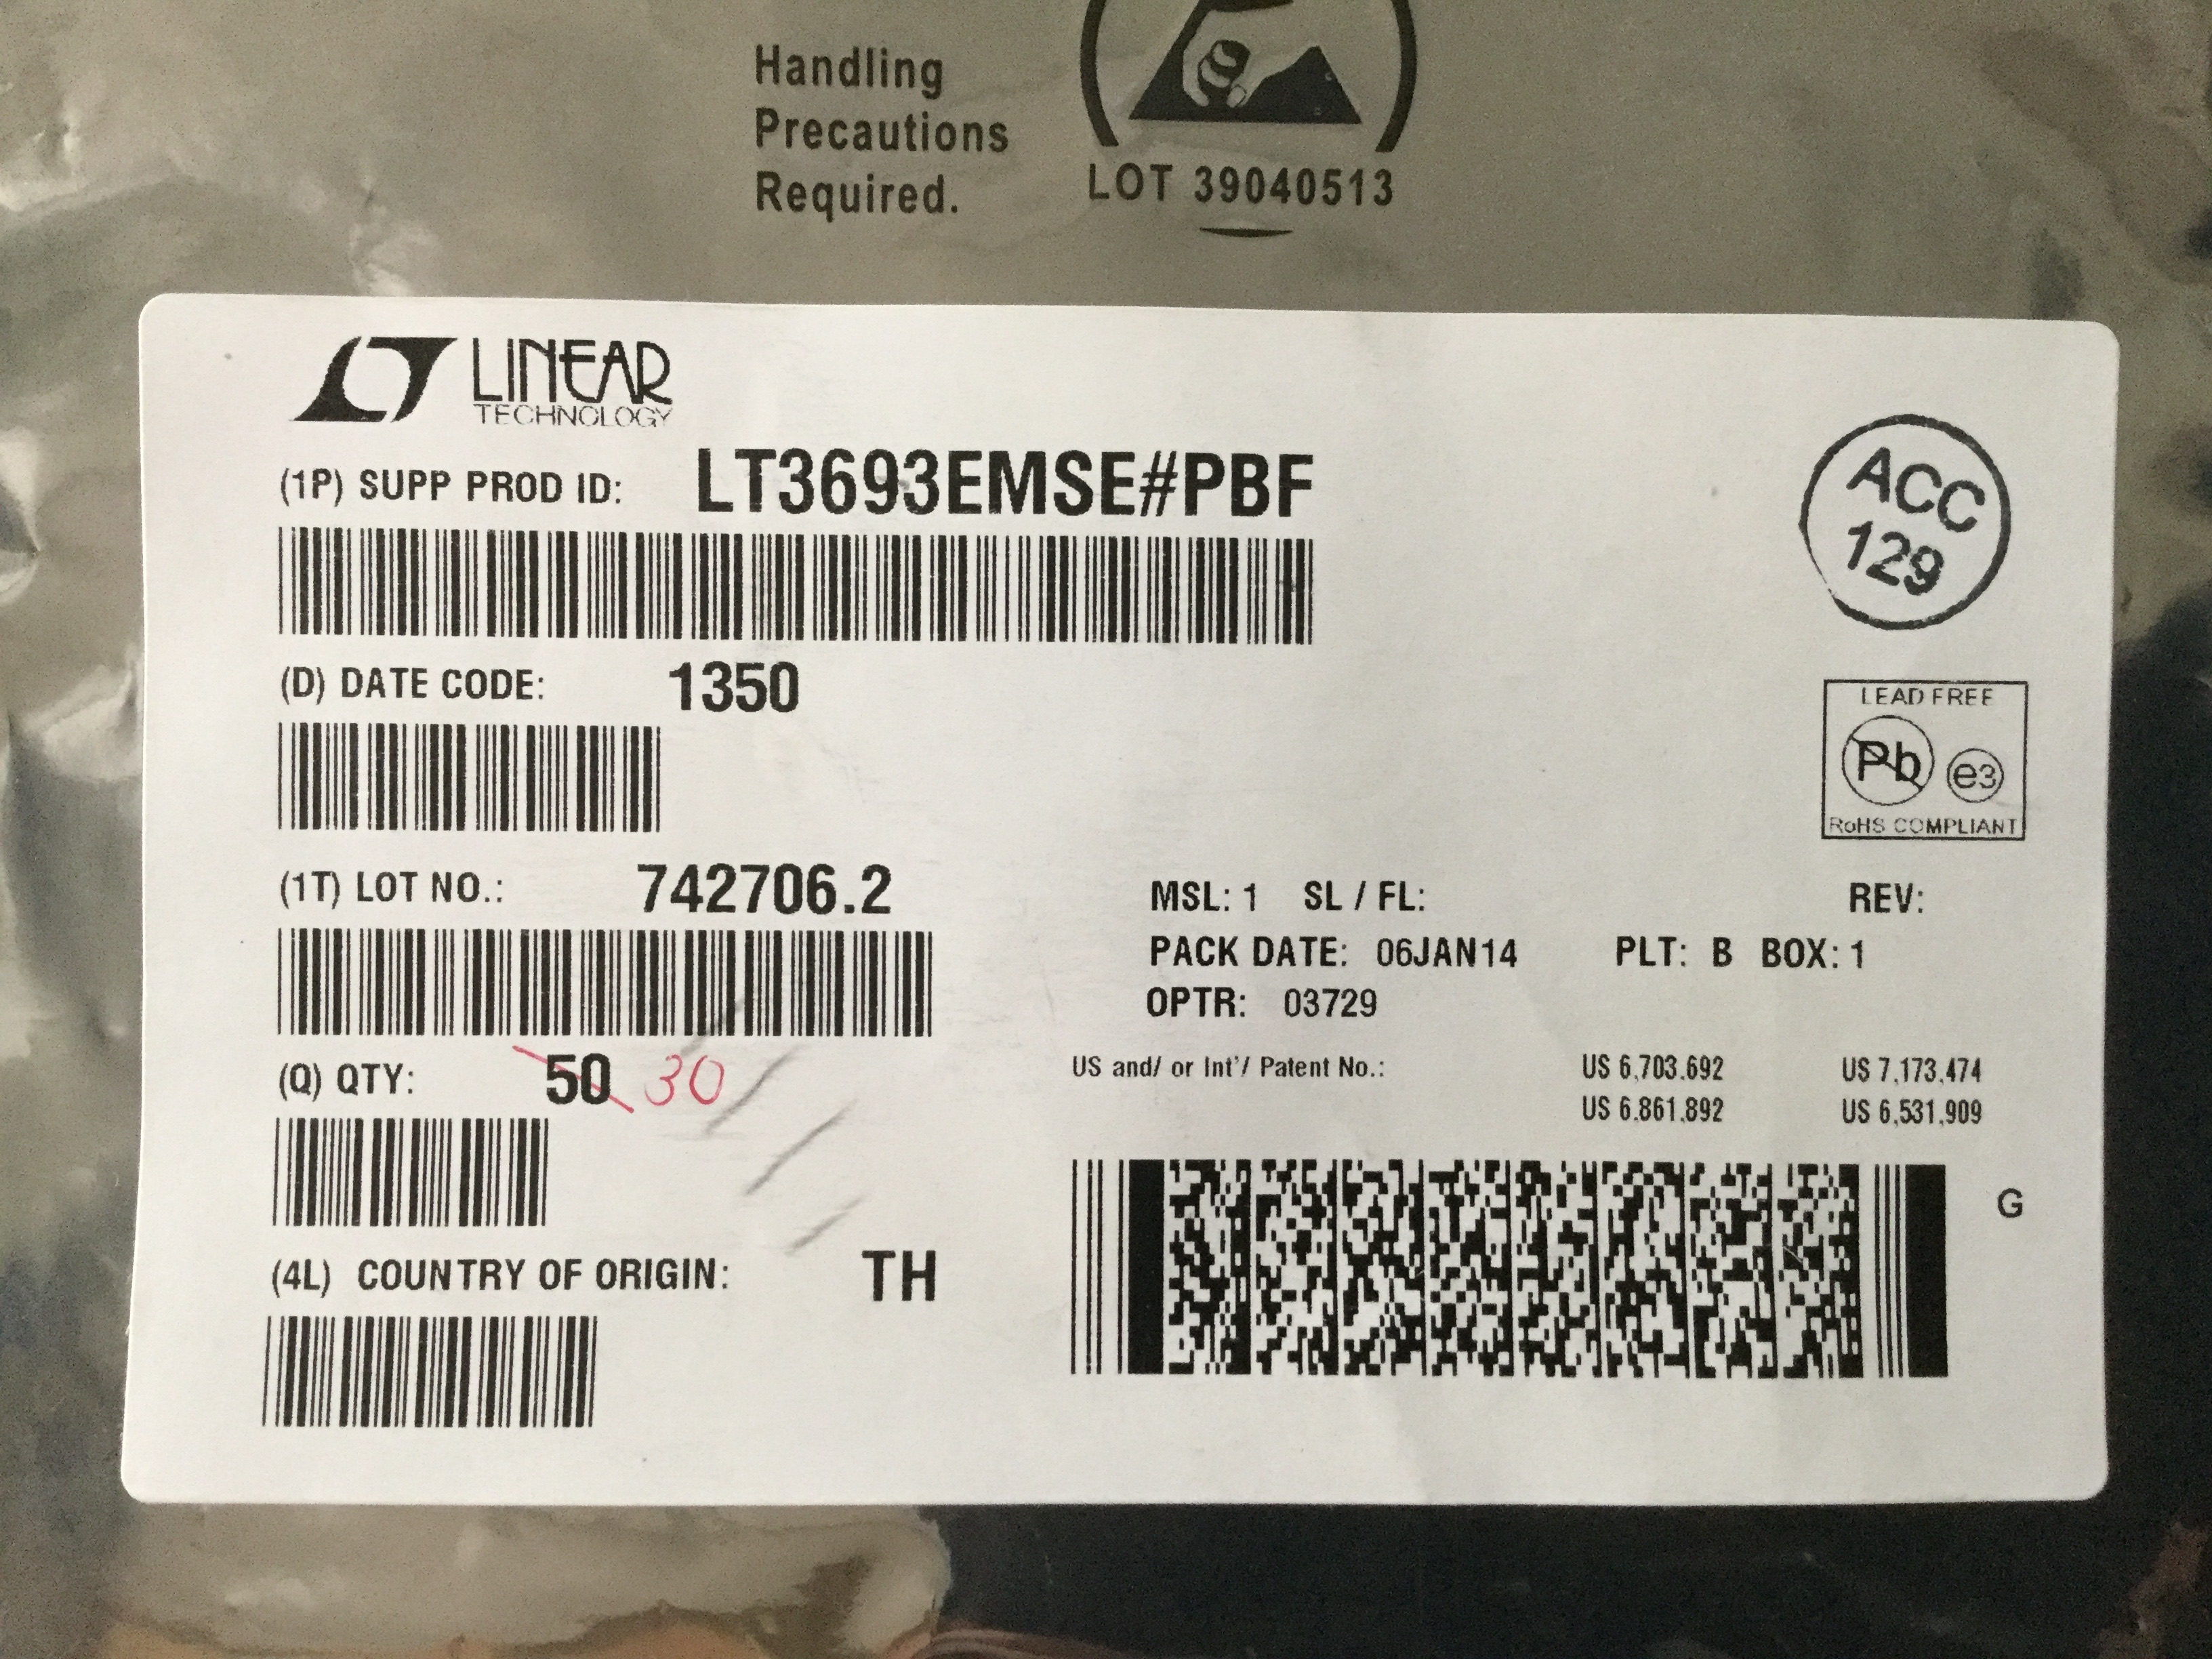 Handling
Precautions
Required.
LOT 39040513
LINEAR
TECHNOLOGY
(1P) SUPP PROD ID: LT3693EMSE#PBF
ACC
129
(D) DATE CODE: 1350
LEAD FREE
Pb e3
RoHS COMPLIANT
(1T) LOT NO.: 742706.2
MSL: 1 SL / FL: REV:
PACK DATE: 06JAN14 PLT: B BOX: 1
OPTR: 03729
(Q) QTY: 50 30
US and/ or Int'/ Patent No.: US 6,703.692 US 7,173,474
US 6.861,892 US 6,531,909
G
(4L) COUNTRY OF ORIGIN: TH